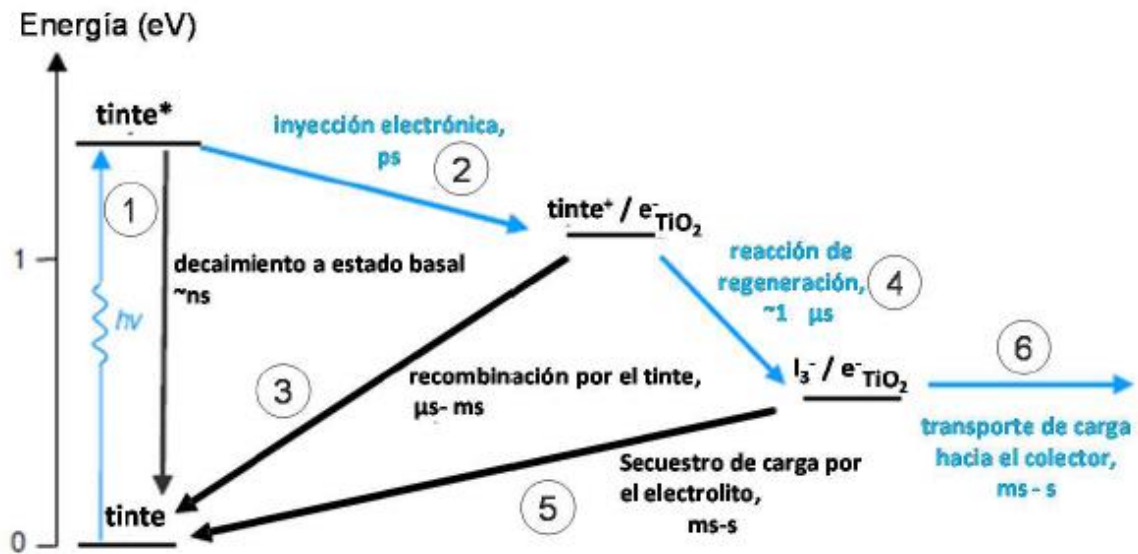 Energía (eV)
tinte*
inyección electrónica,
ps
2
1
tinte⁺ / e⁻TiO₂
1
decaimiento a estado basal
~ns
hν
reacción de
regeneración,
~1 μs
4
3
recombinación por el tinte,
μs- ms
I₃⁻ / e⁻TiO₂
6
transporte de carga
hacia el colector,
ms - s
Secuestro de carga por
el electrolito,
ms-s
5
tinte
0